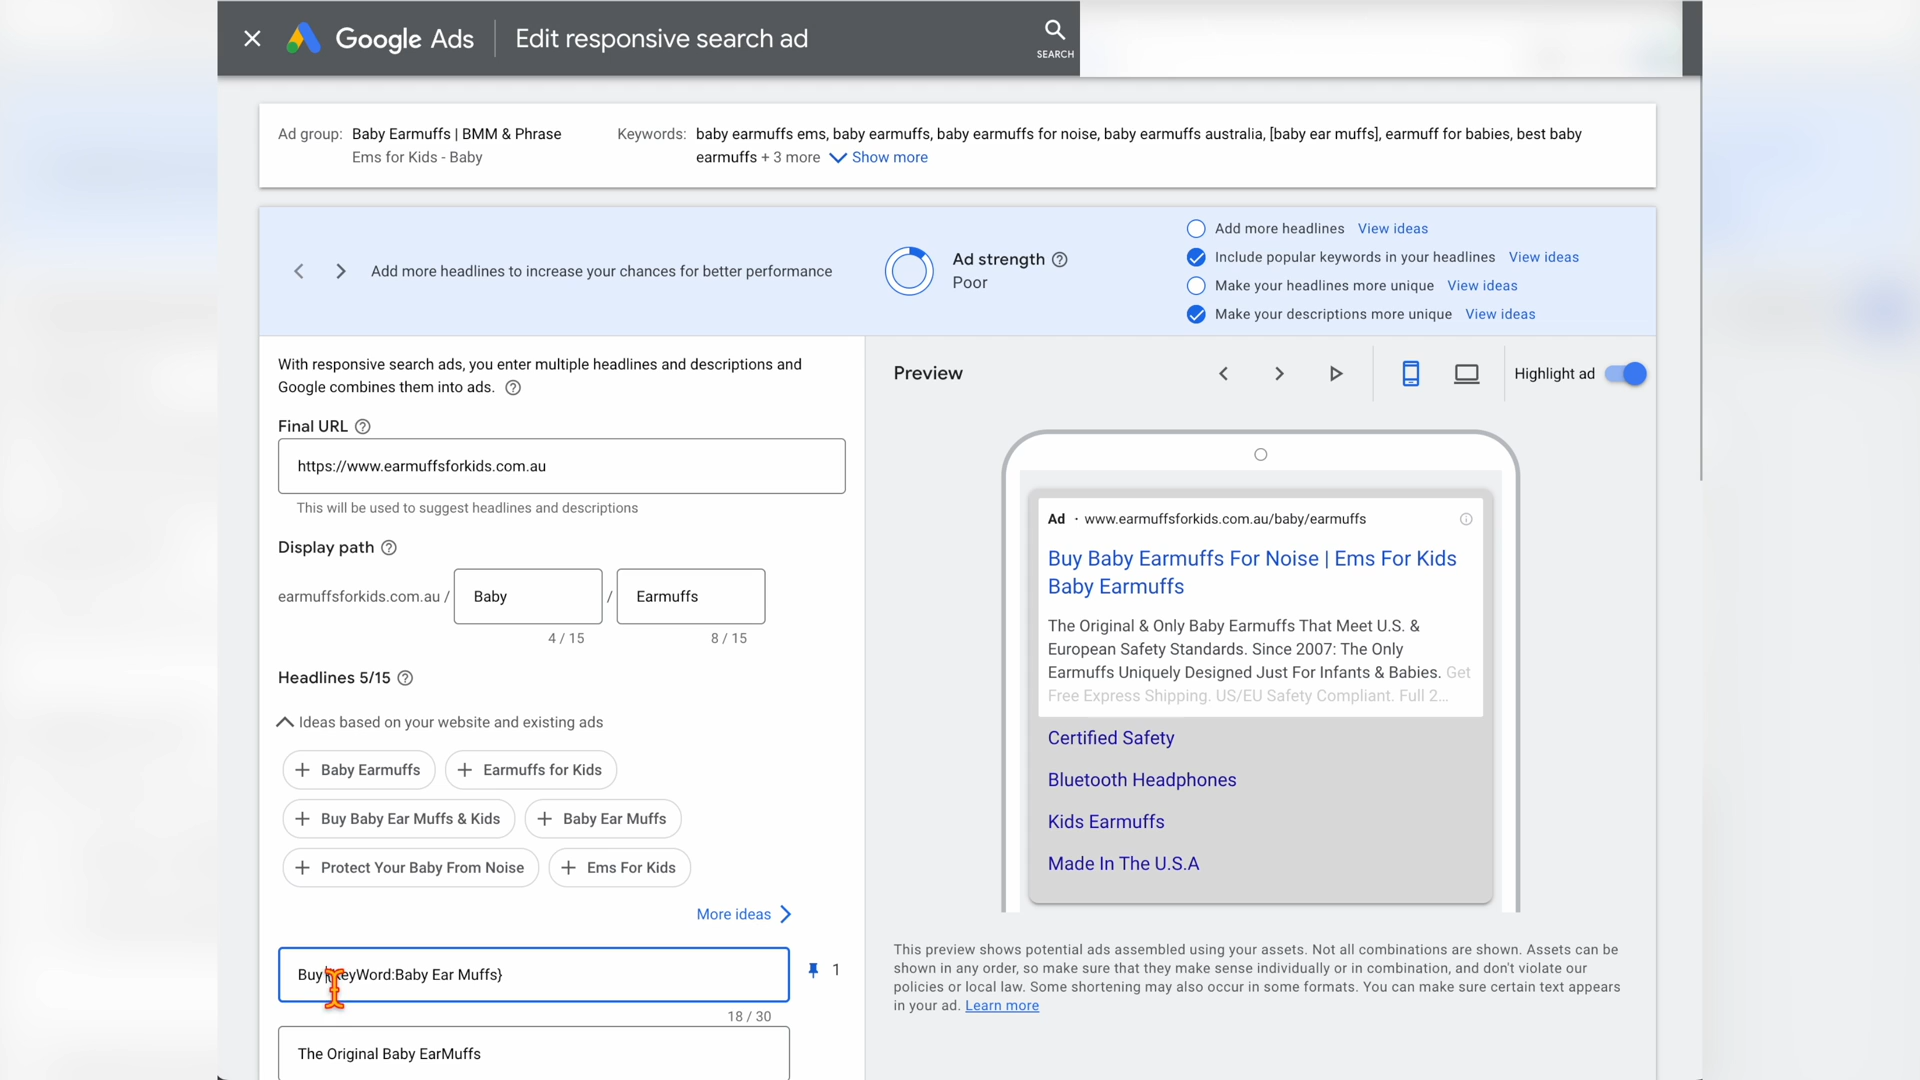 Google Ads
Edit responsive search ad
SEARCH
Ad group: Baby Earmuffs | BMM & Phrase
Ems for Kids - Baby
Keywords: baby earmuffs ems, baby earmuffs, baby earmuffs for noise, baby earmuffs australia, [baby ear muffs], earmuff for babies, best baby
earmuffs + 3 more Show more
Add more headlines to increase your chances for better performance
Ad strength
Poor
Add more headlines View ideas
Include popular keywords in your headlines View ideas
Make your headlines more unique View ideas
Make your descriptions more unique View ideas
With responsive search ads, you enter multiple headlines and descriptions and
Google combines them into ads.
Final URL
https://www.earmuffsforkids.com.au
This will be used to suggest headlines and descriptions
Display path
earmuffsforkids.com.au / Baby / Earmuffs
4 / 15 8 / 15
Headlines 5/15
Ideas based on your website and existing ads
Baby Earmuffs Earmuffs for Kids
Buy Baby Ear Muffs & Kids Baby Ear Muffs
Protect Your Baby From Noise Ems For Kids
More ideas
Buy eyWord:Baby Ear Muffs}
1
18 / 30
The Original Baby EarMuffs
Preview
Highlight ad
Ad · www.earmuffsforkids.com.au/baby/earmuffs
Buy Baby Earmuffs For Noise | Ems For Kids
Baby Earmuffs
The Original & Only Baby Earmuffs That Meet U.S. &
European Safety Standards. Since 2007: The Only
Earmuffs Uniquely Designed Just For Infants & Babies. Get
Free Express Shipping. US/EU Safety Compliant. Full 2...
Certified Safety
Bluetooth Headphones
Kids Earmuffs
Made In The U.S.A
This preview shows potential ads assembled using your assets. Not all combinations are shown. Assets can be
shown in any order, so make sure that they make sense individually or in combination, and don't violate our
policies or local law. Some shortening may also occur in some formats. You can make sure certain text appears
in your ad. Learn more